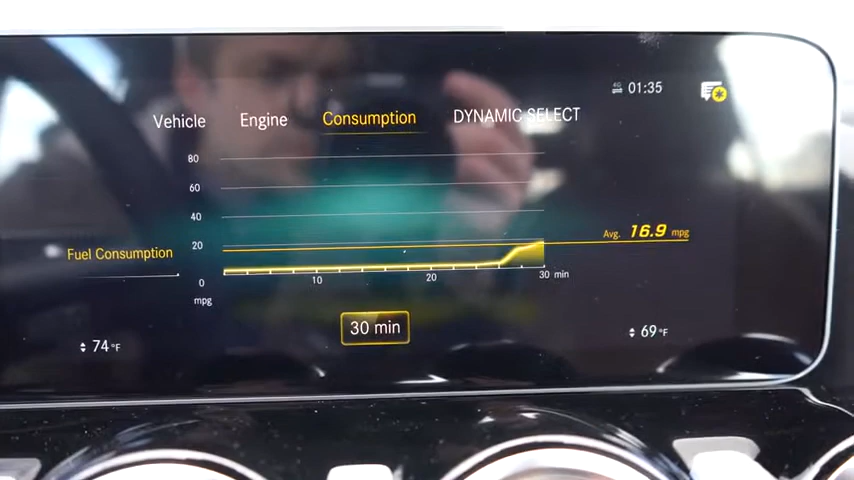 4G 01:35
Vehicle Engine Consumption DYNAMIC SELECT
80
60
40
20
Avg. 16.9 mpg
Fuel Consumption
0
10 20 30 min
mpg
30 min
74°F
69°F